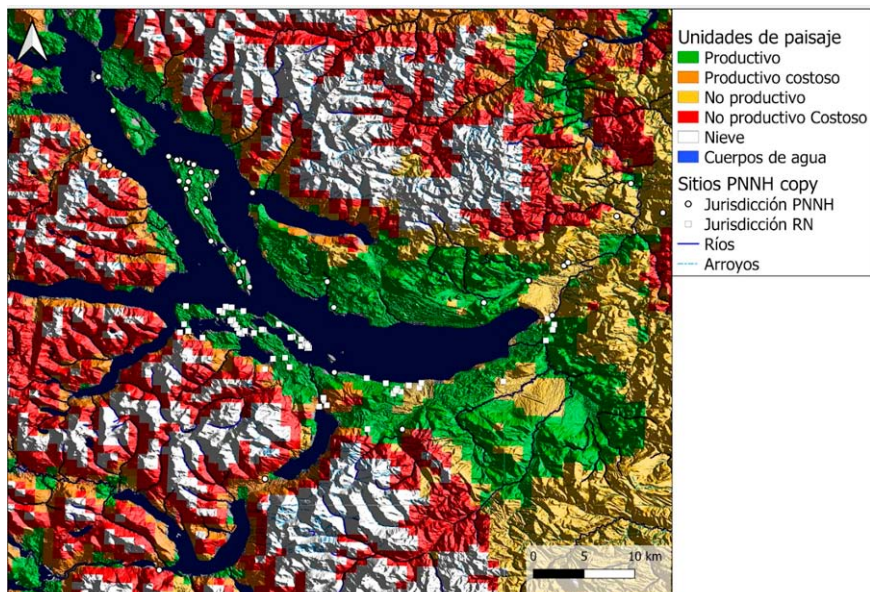 Unidades de paisaje
Productivo
Productivo costoso
No productivo
No productivo Costoso
Nieve
Cuerpos de agua
Sitios PNNH copy
Jurisdicción PNNH
Jurisdicción RN
Ríos
Arroyos
0 5 10 km